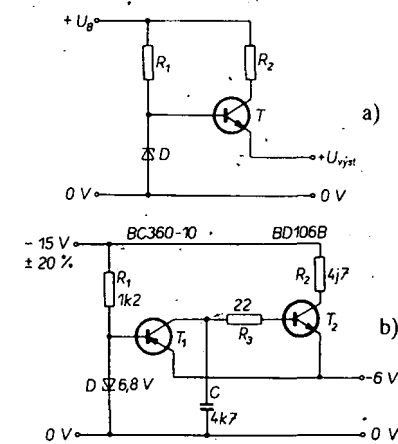 + U_B
R_1
R_2
T
a)
D
+U_výst
0 V
0 V
BC360-10
BD106B
- 15 V
± 20 %
R_1
1k2
R_2
4j7
22
R_3
T_1
T_2
b)
D
6,8 V
C
4k7
-6 V
0 V
0 V